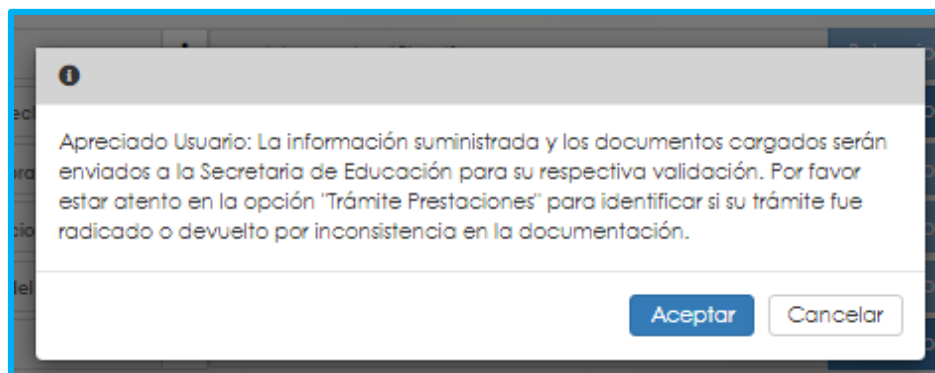 Apreciado Usuario: La información suministrada y los documentos cargados serán
enviados a la Secretaria de Educación para su respectiva validación. Por favor
estar atento en la opción "Trámite Prestaciones" para identificar si su trámite fue
radicado o devuelto por inconsistencia en la documentación.
Aceptar Cancelar